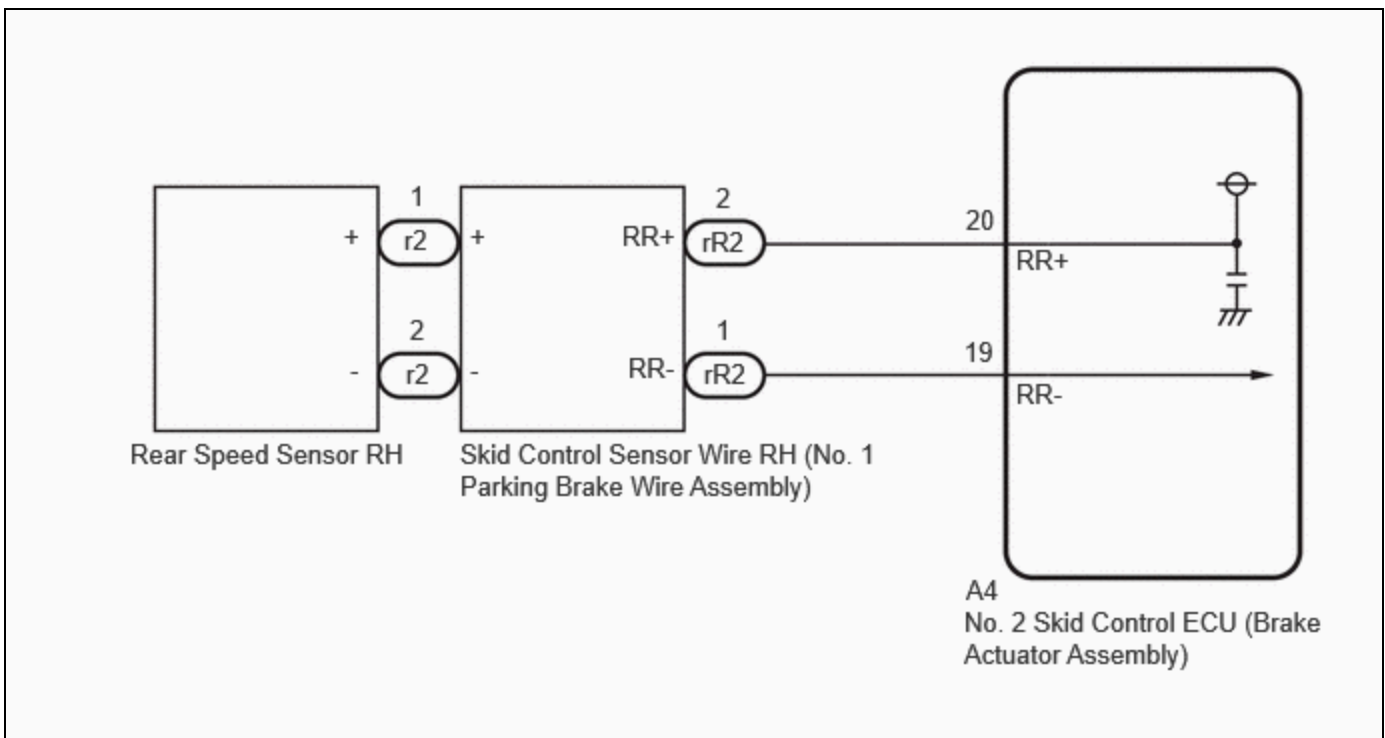 1
2
+
r2
+
RR+
rR2
20
RR+
2
1
-
r2
-
RR-
rR2
19
RR-
Rear Speed Sensor RH
Skid Control Sensor Wire RH (No. 1
Parking Brake Wire Assembly)
A4
No. 2 Skid Control ECU (Brake
Actuator Assembly)